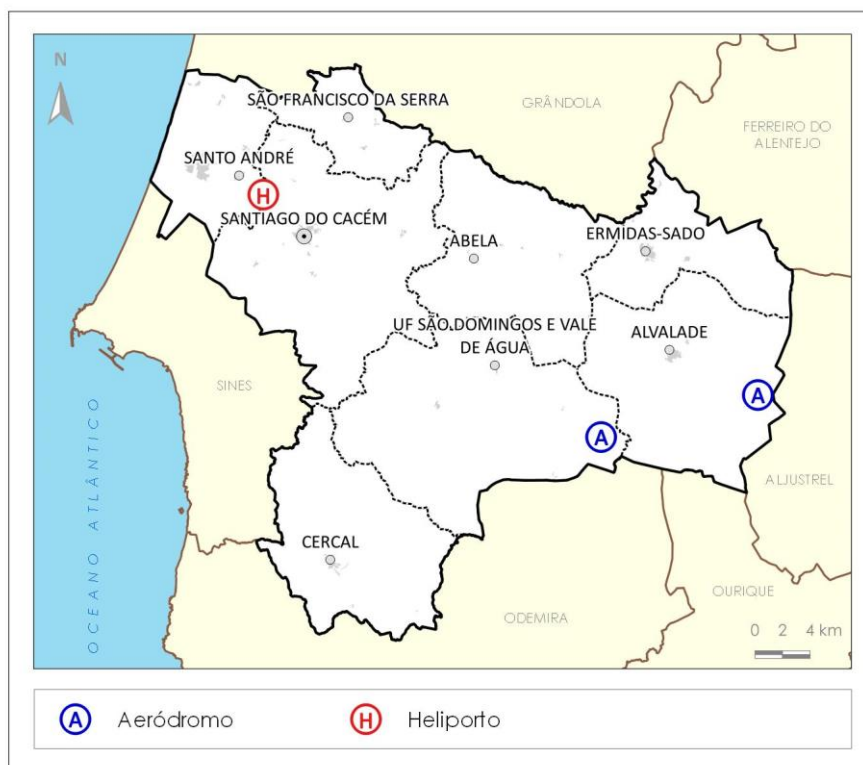 N
SÃO FRANCISCO DA SERRA
GRÂNDOLA
FERREIRO DO
ALENTEJO
SANTO ANDRÉ
H
SANTIAGO DO CACÉM
ABELA
ERMIDAS-SADO
UF SÃO DOMINGOS E VALE
DE ÁGUA
ALVALADE
SINES
A
A
ALJUSTREL
OCEANO ATLÂNTICO
CERCAL
OURIQUE
ODEMIRA
0 2 4 km
A Aeródromo
H Heliporto